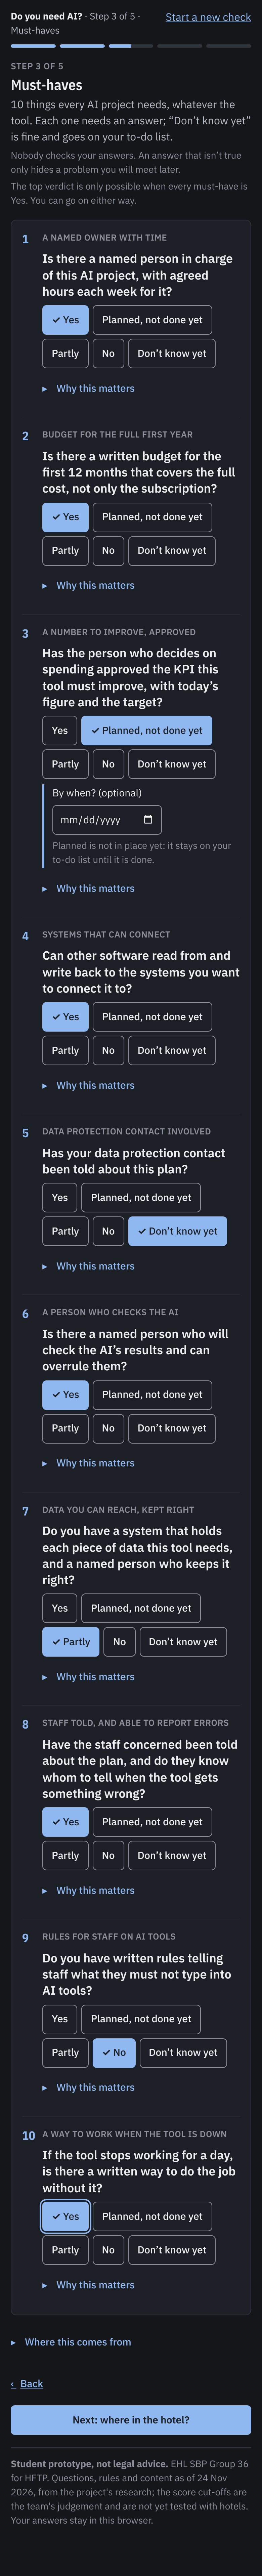 Do you need AI? · Step 3 of 5 ·
Must-haves
Start a new check
STEP 3 OF 5
Must-haves
10 things every AI project needs, whatever the
tool. Each one needs an answer; “Don’t know yet”
is fine and goes on your to-do list.
Nobody checks your answers. An answer that isn’t true
only hides a problem you will meet later.
The top verdict is only possible when every must-have is
Yes. You can go on either way.
1 A NAMED OWNER WITH TIME
Is there a named person in charge
of this AI project, with agreed
hours each week for it?
✓ Yes Planned, not done yet
Partly No Don’t know yet
▸ Why this matters
2 BUDGET FOR THE FULL FIRST YEAR
Is there a written budget for the
first 12 months that covers the full
cost, not only the subscription?
✓ Yes Planned, not done yet
Partly No Don’t know yet
▸ Why this matters
3 A NUMBER TO IMPROVE, APPROVED
Has the person who decides on
spending approved the KPI this
tool must improve, with today’s
figure and the target?
Yes ✓ Planned, not done yet
Partly No Don’t know yet
By when? (optional)
mm/dd/yyyy
Planned is not in place yet: it stays on your
to-do list until it is done.
▸ Why this matters
4 SYSTEMS THAT CAN CONNECT
Can other software read from and
write back to the systems you want
to connect it to?
✓ Yes Planned, not done yet
Partly No Don’t know yet
▸ Why this matters
5 DATA PROTECTION CONTACT INVOLVED
Has your data protection contact
been told about this plan?
Yes Planned, not done yet
Partly No ✓ Don’t know yet
▸ Why this matters
6 A PERSON WHO CHECKS THE AI
Is there a named person who will
check the AI’s results and can
overrule them?
✓ Yes Planned, not done yet
Partly No Don’t know yet
▸ Why this matters
7 DATA YOU CAN REACH, KEPT RIGHT
Do you have a system that holds
each piece of data this tool needs,
and a named person who keeps it
right?
Yes Planned, not done yet
✓ Partly No Don’t know yet
▸ Why this matters
8 STAFF TOLD, AND ABLE TO REPORT ERRORS
Have the staff concerned been told
about the plan, and do they know
whom to tell when the tool gets
something wrong?
✓ Yes Planned, not done yet
Partly No Don’t know yet
▸ Why this matters
9 RULES FOR STAFF ON AI TOOLS
Do you have written rules telling
staff what they must not type into
AI tools?
Yes Planned, not done yet
Partly ✓ No Don’t know yet
▸ Why this matters
10 A WAY TO WORK WHEN THE TOOL IS DOWN
If the tool stops working for a day,
is there a written way to do the job
without it?
✓ Yes Planned, not done yet
Partly No Don’t know yet
▸ Why this matters
▸ Where this comes from
‹ Back
Next: where in the hotel?
Student prototype, not legal advice. EHL SBP Group 36
for HFTP. Questions, rules and content as of 24 Nov
2026, from the project’s research; the score cut-offs are
the team’s judgement and are not yet tested with hotels.
Your answers stay in this browser.